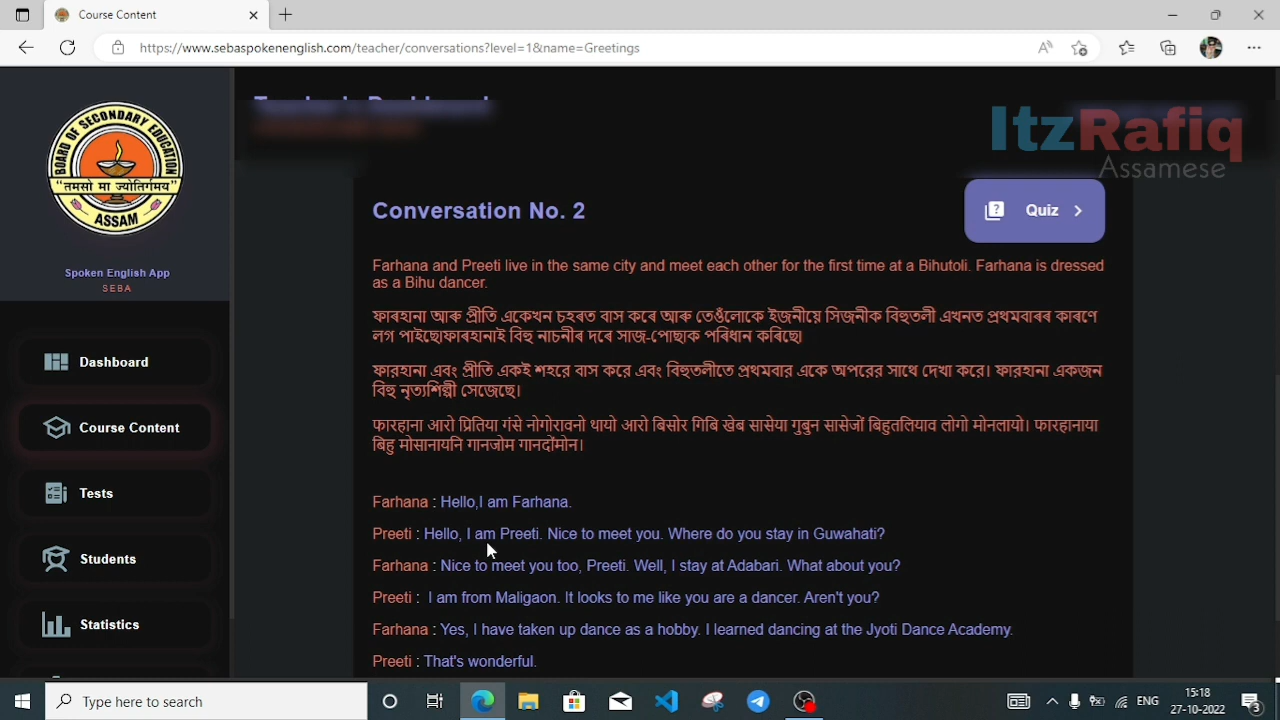 Course Content
https://www.sebaspokenenglish.com/teacher/conversations?level=1&name=Greetings
BOARD OF SECONDARY EDUCATION
"तमसो मा ज्योतिर्गमय"
ASSAM
Spoken English App
SEBA
Dashboard
Course Content
Tests
Students
Statistics
ItzRafiq
Assamese
Conversation No. 2
Quiz
Farhana and Preeti live in the same city and meet each other for the first time at a Bihutoli. Farhana is dressed
as a Bihu dancer.
ফাৰহানা আৰু প্ৰীতি একেখন চহৰত বাস কৰে আৰু তেওঁলোকে ইজনীয়ে সিজনীক বিহুতলী এখনত প্ৰথমবাৰৰ কাৰণে
লগ পাইছে৷ফাৰহানাই বিহু নাচনীৰ দৰে সাজ-পোছাক পৰিধান কৰিছে৷
ফারহানা এবং প্রীতি একই শহরে বাস করে এবং বিহুতলীতে প্রথমবার একে অপরের সাথে দেখা করে। ফারহানা একজন
বিহু নৃত্যশিল্পী সেজেছে।
फारहाना आरो प्रितिया गंसे नोगोरावनो थायो आरो बिसोर गिबि खेब सासेया गुबुन सासेजों बिहुतलियाव लोगो मोनलायो। फारहानाया
बिहु मोसानायनि गानजोम गानदोंमोन।
Farhana : Hello,I am Farhana.
Preeti : Hello, I am Preeti. Nice to meet you. Where do you stay in Guwahati?
Farhana : Nice to meet you too, Preeti. Well, I stay at Adabari. What about you?
Preeti : I am from Maligaon. It looks to me like you are a dancer. Aren't you?
Farhana : Yes, I have taken up dance as a hobby. I learned dancing at the Jyoti Dance Academy.
Preeti : That's wonderful.
Type here to search
ENG
15:18
27-10-2022
3